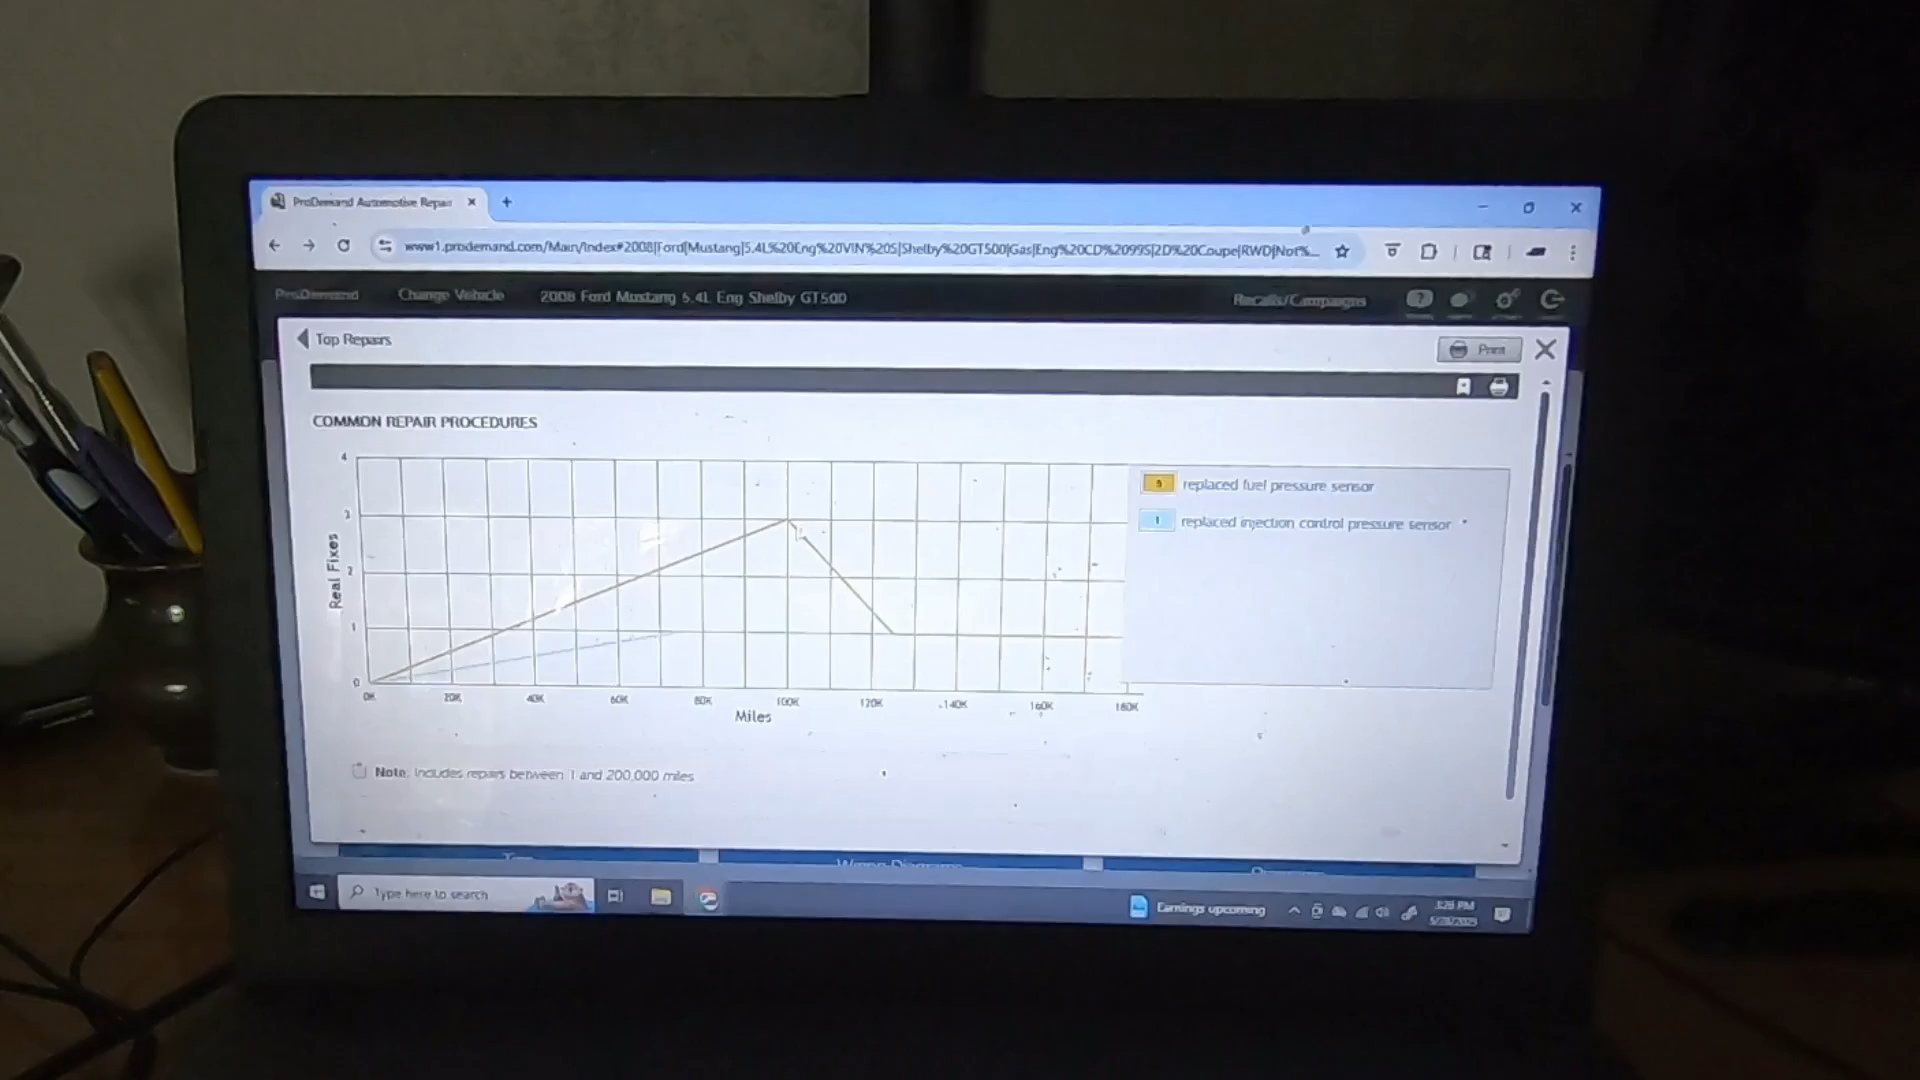 ProDemand Automotive Repair
www1.prodemand.com/Main/Index#2008|Ford|Mustang|5.4L%20Eng%20VIN%20S|Shelby%20GT500|Gas|Eng%20CD%2099S|2D%20Coupe|RWD|Not%...
ProDemand Change Vehicle 2008 Ford Mustang 5.4L Eng Shelby GT500 Recalls/Campaigns
Top Repairs
Print
COMMON REPAIR PROCEDURES
4
3
2
1
0
Real Fixes
0K 20K 40K 60K 80K 100K 120K 140K 160K 180K
Miles
replaced fuel pressure sensor
1 replaced injection control pressure sensor
Note: Includes repairs between 1 and 200,000 miles
Wiring Diagrams
Type here to search
Earnings upcoming
PM